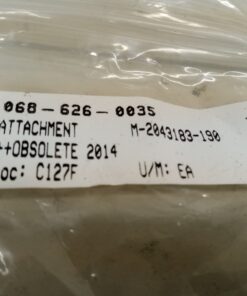 068-626-0035
ATTACHMENT M-2043183-190
++OBSOLETE 2014
oc: C127F U/M: EA